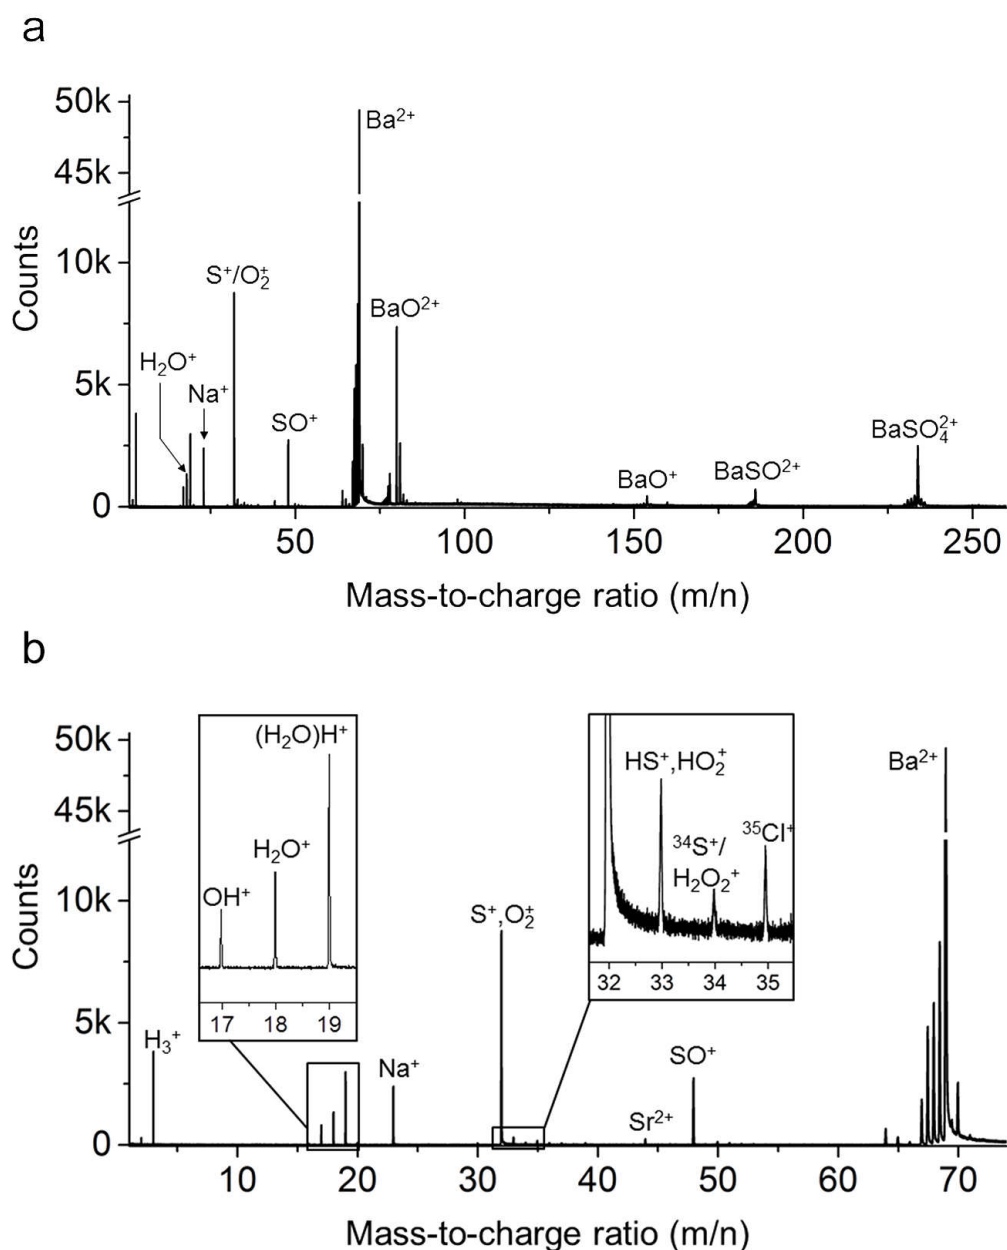 a
50k
45k
10k
5k
0
Counts
Ba²⁺
S⁺/O₂⁺
BaO²⁺
H₂O⁺
Na⁺
SO⁺
BaSO₄²⁺
BaO⁺
BaSO²⁺
50 100 150 200 250
Mass-to-charge ratio (m/n)
b
50k
45k
10k
5k
0
Counts
(H₂O)H⁺
H₂O⁺
OH⁺
17 18 19
HS⁺,HO₂⁺
³⁴S⁺/
H₂O₂⁺
³⁵Cl⁺
32 33 34 35
Ba²⁺
S⁺,O₂⁺
H₃⁺
Na⁺
SO⁺
Sr²⁺
10 20 30 40 50 60 70
Mass-to-charge ratio (m/n)